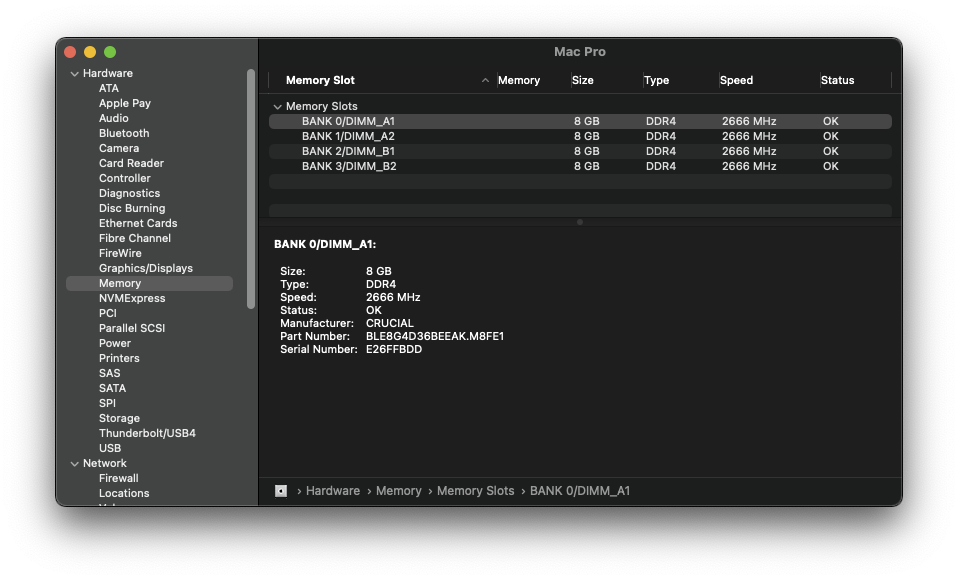 Mac Pro
Hardware
ATA
Apple Pay
Audio
Bluetooth
Camera
Card Reader
Controller
Diagnostics
Disc Burning
Ethernet Cards
Fibre Channel
FireWire
Graphics/Displays
Memory
NVMExpress
PCI
Parallel SCSI
Power
Printers
SAS
SATA
SPI
Storage
Thunderbolt/USB4
USB
Network
Firewall
Locations
Memory Slot Memory Size Type Speed Status
Memory Slots
BANK 0/DIMM_A1 8 GB DDR4 2666 MHz OK
BANK 1/DIMM_A2 8 GB DDR4 2666 MHz OK
BANK 2/DIMM_B1 8 GB DDR4 2666 MHz OK
BANK 3/DIMM_B2 8 GB DDR4 2666 MHz OK
BANK 0/DIMM_A1:
Size: 8 GB
Type: DDR4
Speed: 2666 MHz
Status: OK
Manufacturer: CRUCIAL
Part Number: BLE8G4D36BEEAK.M8FE1
Serial Number: E26FFBDD
› Hardware › Memory › Memory Slots › BANK 0/DIMM_A1